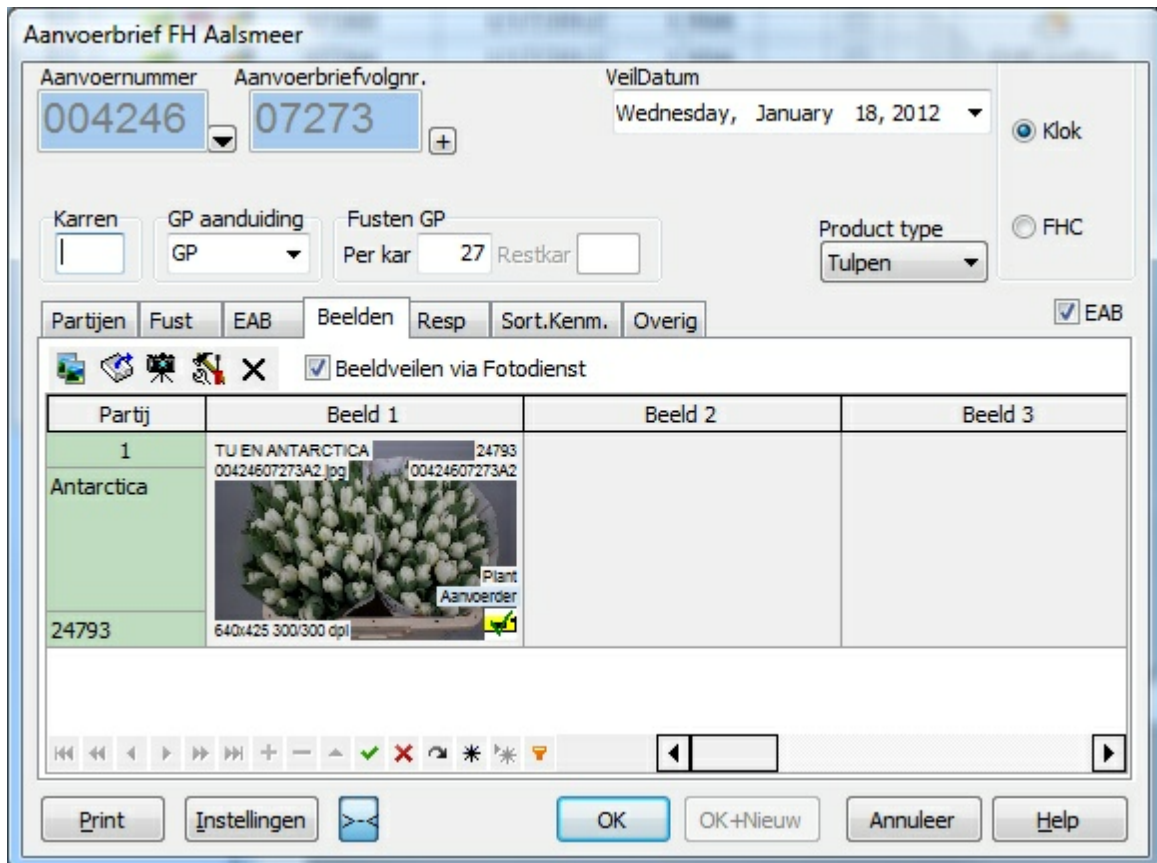 Aanvoerbrief FH Aalsmeer
Aanvoernummer Aanvoerbriefvolgnr. VeilDatum
004246 07273 + Wednesday, January 18, 2012
Klok
Karren GP aanduiding Fusten GP Product type FHC
GP Per kar 27 Restkar Tulpen
Partijen Fust EAB Beelden Resp Sort.Kenm. Overig EAB
Beeldveilen via Fotodienst
Partij Beeld 1 Beeld 2 Beeld 3
1 TU EN ANTARCTICA 24793
00424607273A2.jpg 00424607273A2
Antarctica
Plant
Aanvoerder
24793 640x425 300/300 dpi
Print Instellingen >-< OK OK+Nieuw Annuleer Help